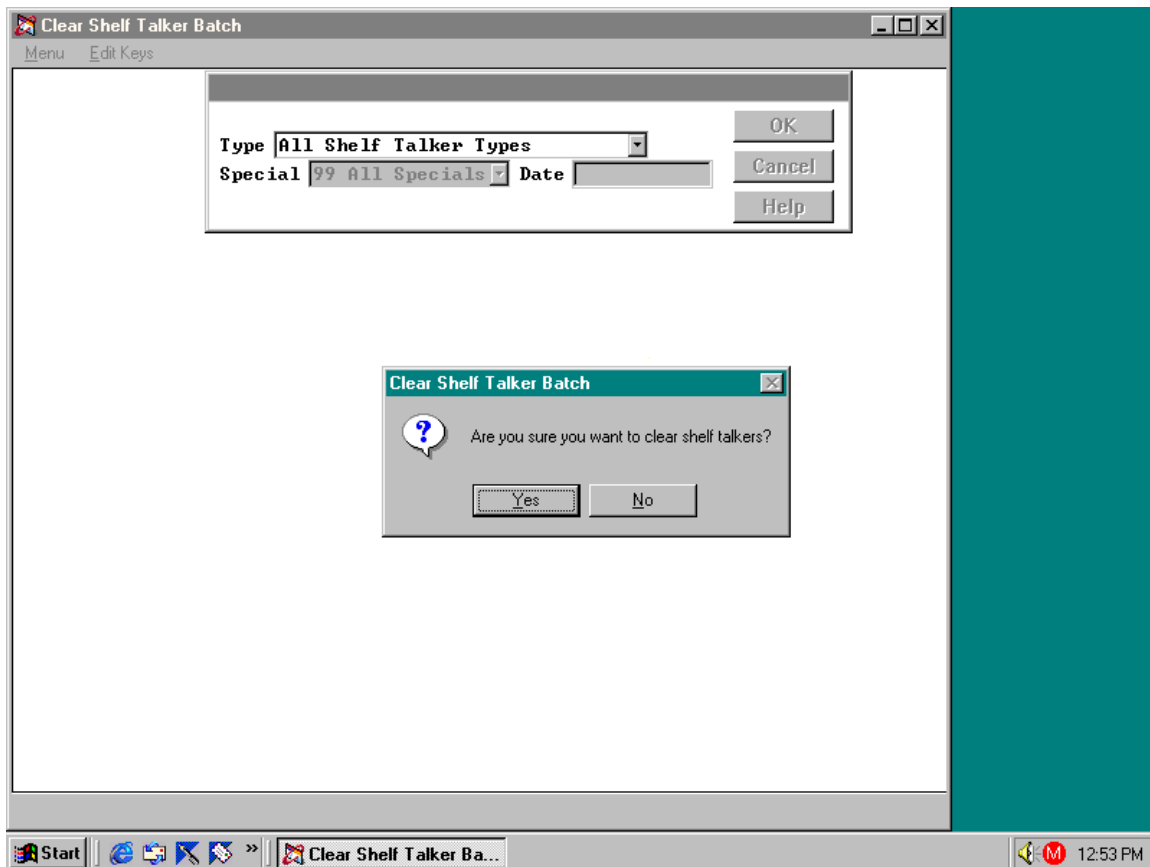 Clear Shelf Talker Batch
Menu Edit Keys
Type All Shelf Talker Types
Special 99 All Specials Date
OK
Cancel
Help
Clear Shelf Talker Batch
Are you sure you want to clear shelf talkers?
Yes No
Start » Clear Shelf Talker Ba... M 12:53 PM